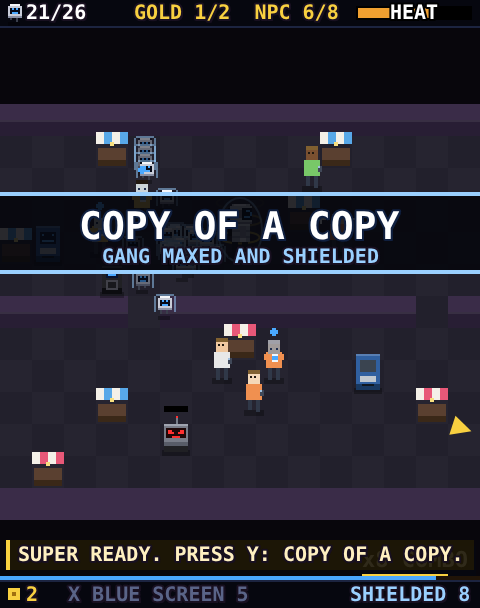 21/26 GOLD 1/2 NPC 6/8 HEAT
COPY OF A COPY
GANG MAXED AND SHIELDED
SUPER READY. PRESS Y: COPY OF A COPY.
2 X BLUE SCREEN 5 SHIELDED 8